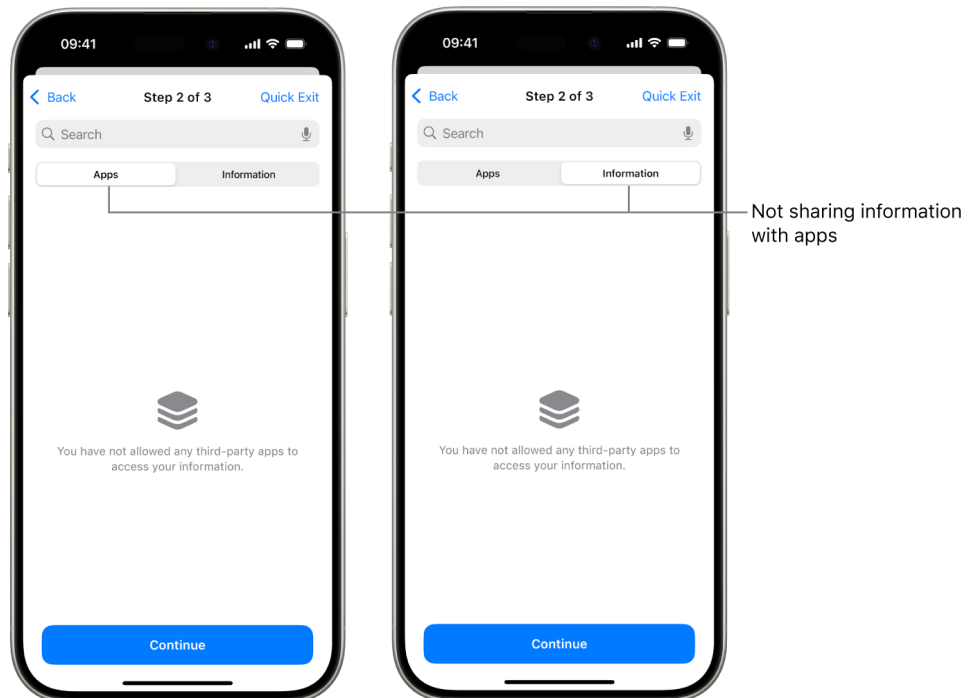 09:41
Back Step 2 of 3 Quick Exit
Search
Apps Information
You have not allowed any third-party apps to
access your information.
Continue
09:41
Back Step 2 of 3 Quick Exit
Search
Apps Information
You have not allowed any third-party apps to
access your information.
Continue
Not sharing information
with apps